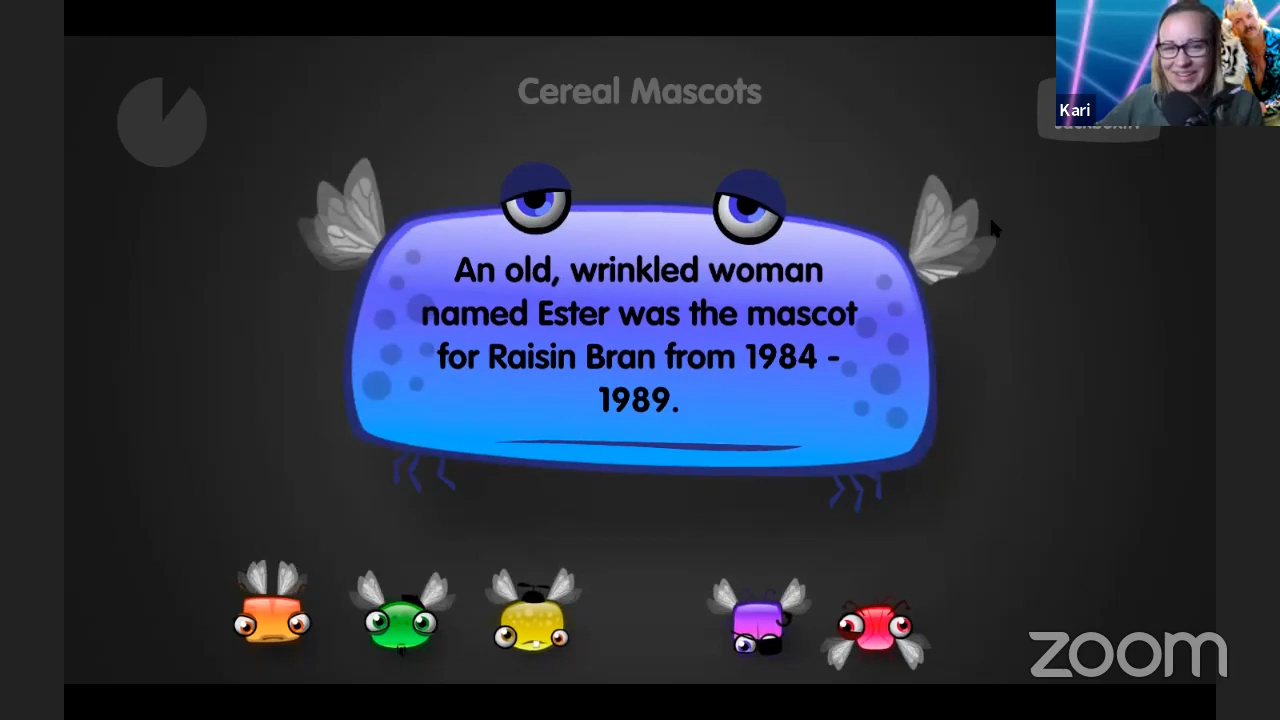 Cereal Mascots
Kari
An old, wrinkled woman
named Ester was the mascot
for Raisin Bran from 1984 -
1989.
zoom